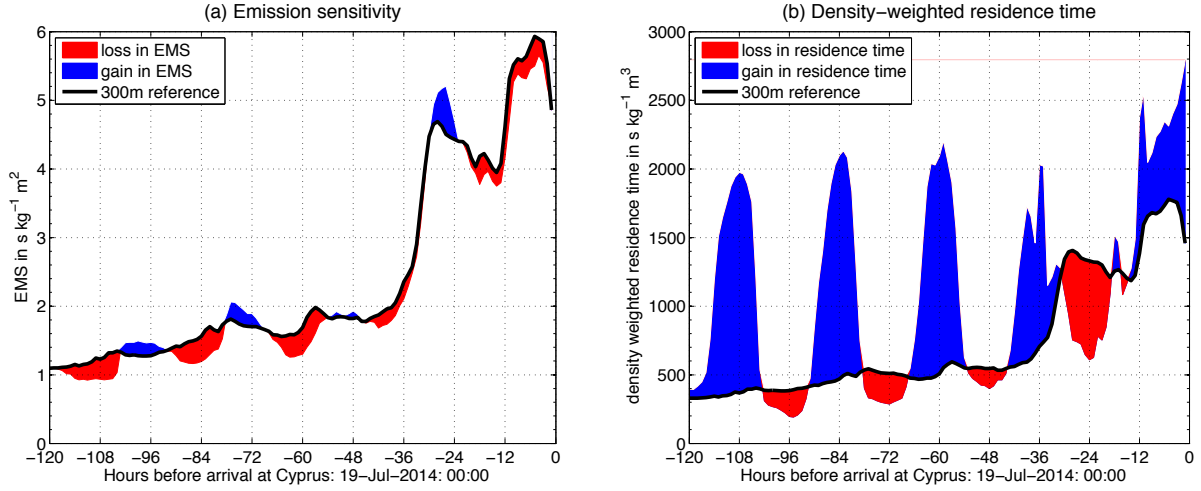 (a) Emission sensitivity
6
5
4
3
2
1
0
EMS in s kg⁻¹ m²
loss in EMS
gain in EMS
300m reference
−120 −108 −96 −84 −72 −60 −48 −36 −24 −12 0
Hours before arrival at Cyprus: 19−Jul−2014: 00:00
(b) Density−weighted residence time
3000
2500
2000
1500
1000
500
0
density weighted residence time in s kg⁻¹ m³
loss in residence time
gain in residence time
300m reference
−120 −108 −96 −84 −72 −60 −48 −36 −24 −12 0
Hours before arrival at Cyprus: 19−Jul−2014: 00:00